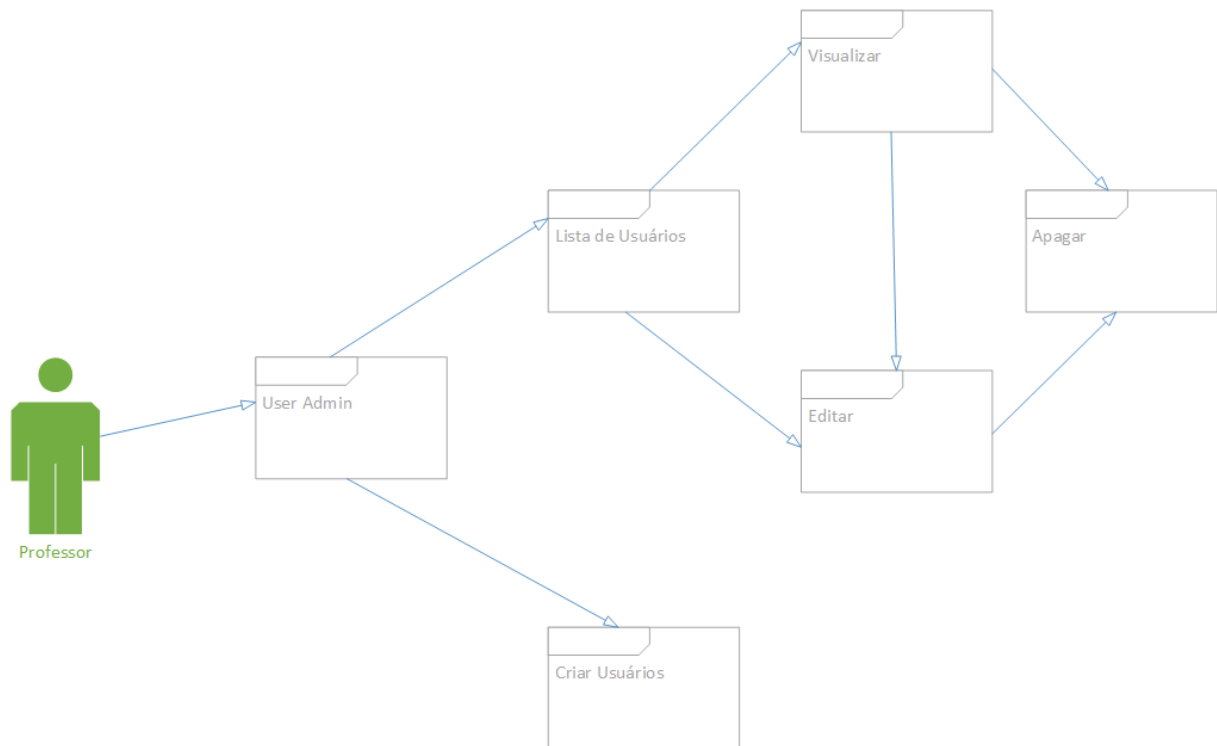 Visualizar
Lista de Usuários
Apagar
User Admin
Editar
Professor
Criar Usuários